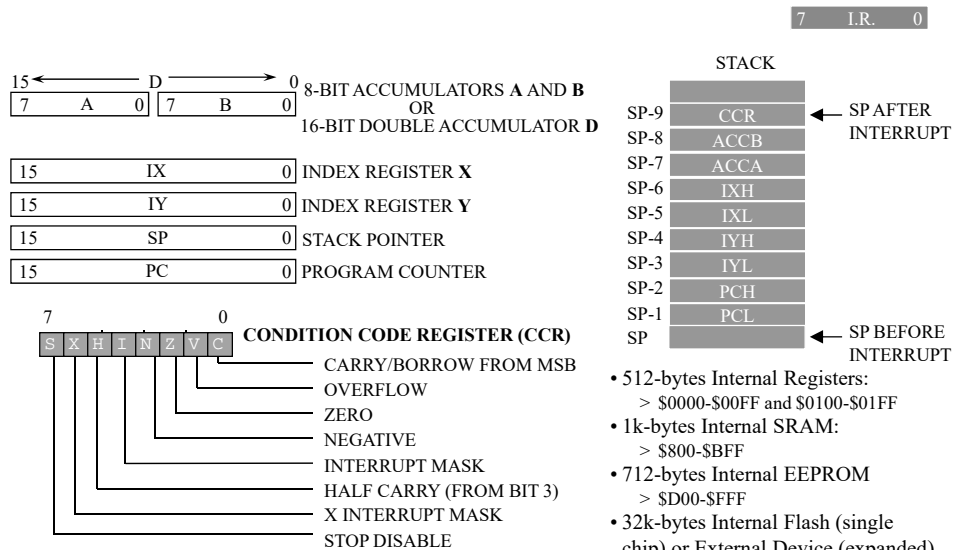 7 I.R. 0
15 D 0
7 A 0 7 B 0
8-BIT ACCUMULATORS A AND B
OR
16-BIT DOUBLE ACCUMULATOR D
15 IX 0 INDEX REGISTER X
15 IY 0 INDEX REGISTER Y
15 SP 0 STACK POINTER
15 PC 0 PROGRAM COUNTER
7 0
CONDITION CODE REGISTER (CCR)
S X H I N Z V C
CARRY/BORROW FROM MSB
OVERFLOW
ZERO
NEGATIVE
INTERRUPT MASK
HALF CARRY (FROM BIT 3)
X INTERRUPT MASK
STOP DISABLE
STACK
SP-9 CCR SP AFTER
INTERRUPT
SP-8 ACCB
SP-7 ACCA
SP-6 IXH
SP-5 IXL
SP-4 IYH
SP-3 IYL
SP-2 PCH
SP-1 PCL
SP SP BEFORE
INTERRUPT
• 512-bytes Internal Registers:
> $0000-$00FF and $0100-$01FF
• 1k-bytes Internal SRAM:
> $800-$BFF
• 712-bytes Internal EEPROM
> $D00-$FFF
• 32k-bytes Internal Flash (single
chip) or External Device (expanded)